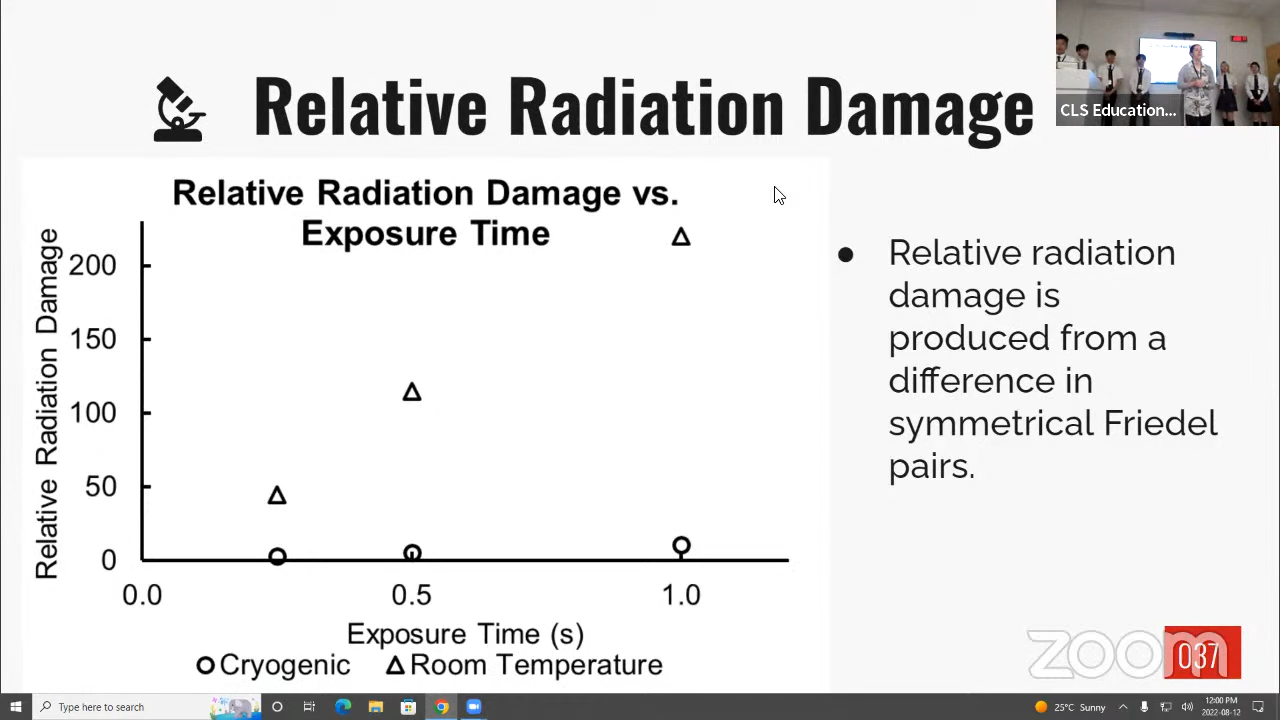 Relative Radiation Damage
CLS Education...
Relative Radiation Damage vs.
Exposure Time
Relative Radiation Damage
200
150
100
50
0
0.0
0.5
1.0
Exposure Time (s)
Cryogenic
Room Temperature
● Relative radiation
damage is
produced from a
difference in
symmetrical Friedel
pairs.
zoom
037
Type here to search
25°C Sunny
12:00 PM
2022-08-12